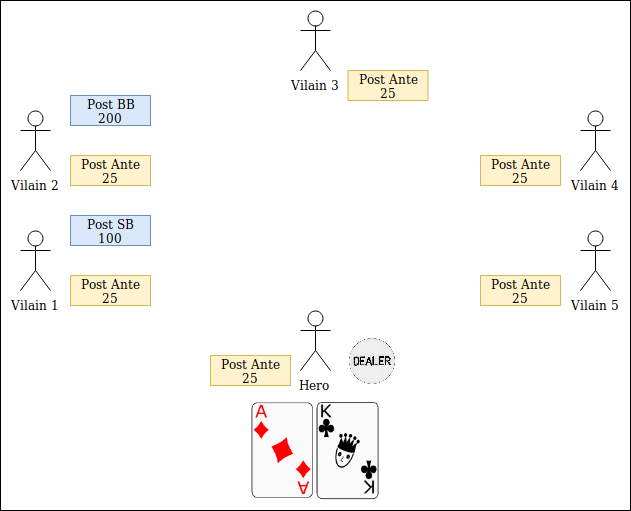 Vilain 3
Post Ante
25
Post BB
200
Vilain 2
Post Ante
25
Post Ante
25
Vilain 4
Post SB
100
Vilain 1
Post Ante
25
Post Ante
25
Vilain 5
Post Ante
25
Hero
DEALER
A
A
K
K